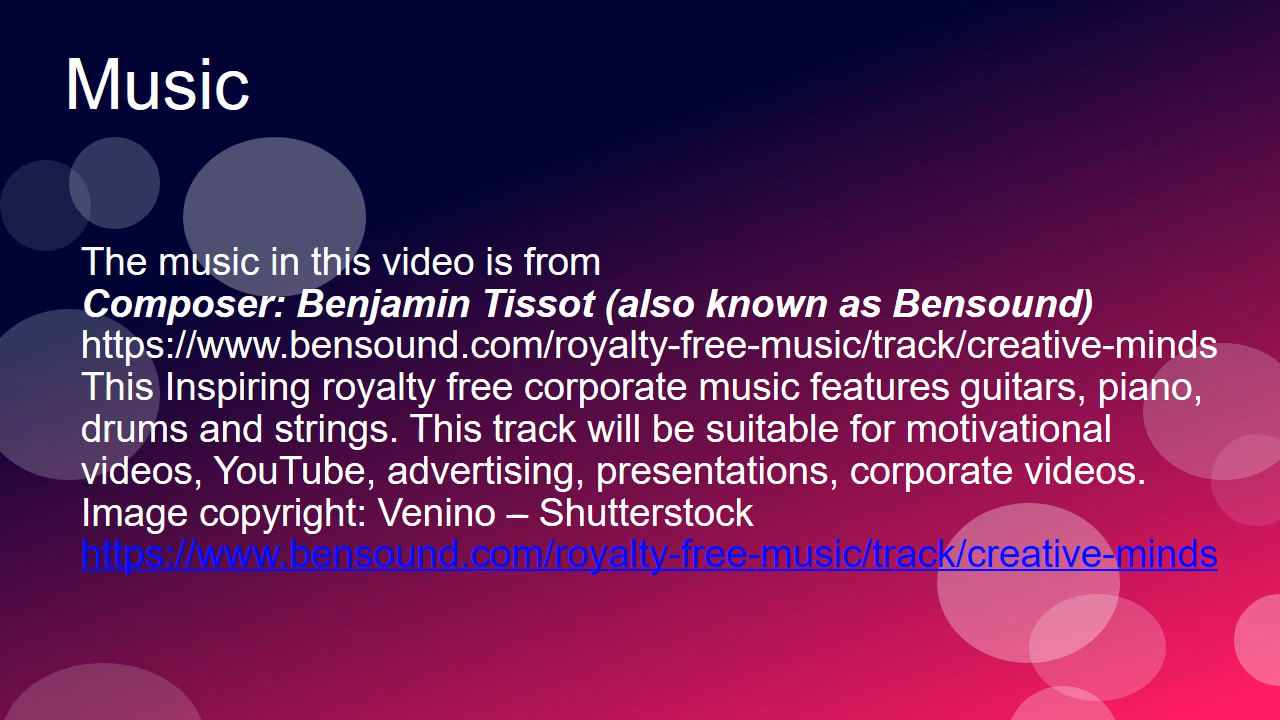 Music
The music in this video is from
Composer: Benjamin Tissot (also known as Bensound)
https://www.bensound.com/royalty-free-music/track/creative-minds
This Inspiring royalty free corporate music features guitars, piano,
drums and strings. This track will be suitable for motivational
videos, YouTube, advertising, presentations, corporate videos.
Image copyright: Venino – Shutterstock
https://www.bensound.com/royalty-free-music/track/creative-minds